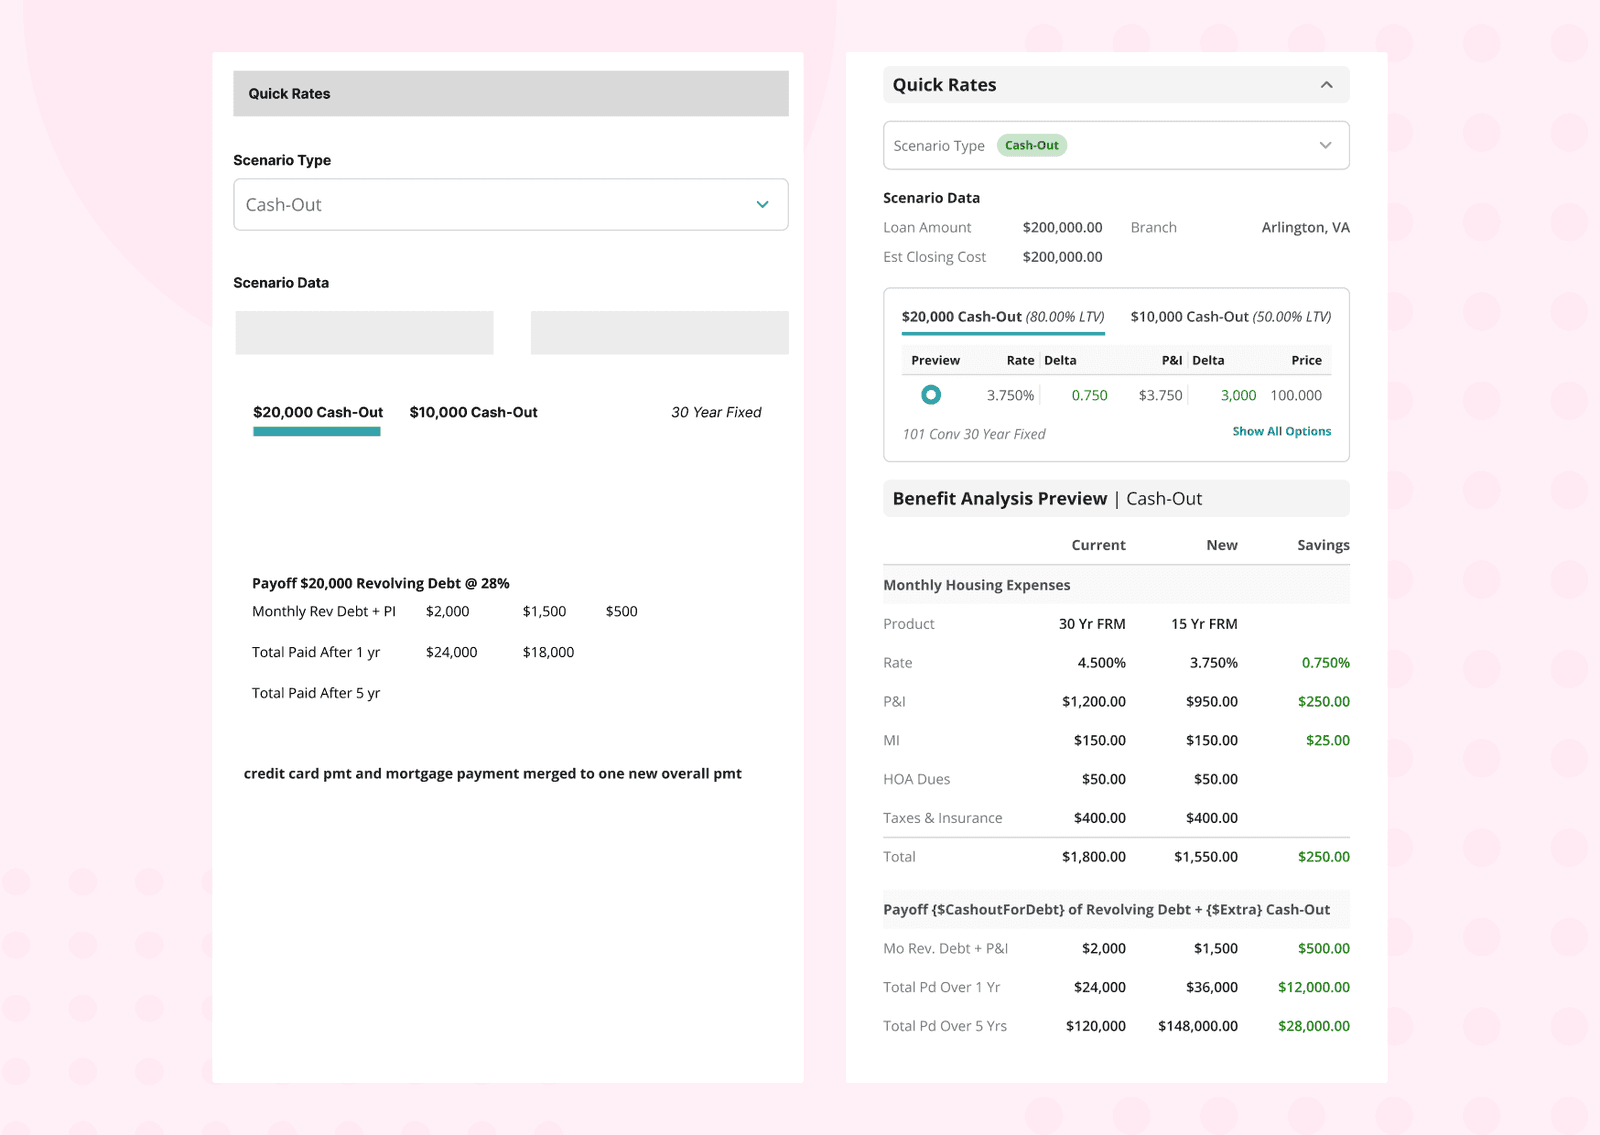 Quick Rates
Scenario Type
Cash-Out
Scenario Data
$20,000 Cash-Out $10,000 Cash-Out 30 Year Fixed
Payoff $20,000 Revolving Debt @ 28%
Monthly Rev Debt + PI $2,000 $1,500 $500
Total Paid After 1 yr $24,000 $18,000
Total Paid After 5 yr
credit card pmt and mortgage payment merged to one new overall pmt
Quick Rates
Scenario Type Cash-Out
Scenario Data
Loan Amount $200,000.00 Branch Arlington, VA
Est Closing Cost $200,000.00
$20,000 Cash-Out (80.00% LTV) $10,000 Cash-Out (50.00% LTV)
Preview Rate Delta P&I Delta Price
3.750% 0.750 $3.750 3,000 100.000
101 Conv 30 Year Fixed Show All Options
Benefit Analysis Preview | Cash-Out
Current New Savings
Monthly Housing Expenses
Product 30 Yr FRM 15 Yr FRM
Rate 4.500% 3.750% 0.750%
P&I $1,200.00 $950.00 $250.00
MI $150.00 $150.00 $25.00
HOA Dues $50.00 $50.00
Taxes & Insurance $400.00 $400.00
Total $1,800.00 $1,550.00 $250.00
Payoff {$CashoutForDebt} of Revolving Debt + {$Extra} Cash-Out
Mo Rev. Debt + P&I $2,000 $1,500 $500.00
Total Pd Over 1 Yr $24,000 $36,000 $12,000.00
Total Pd Over 5 Yrs $120,000 $148,000.00 $28,000.00